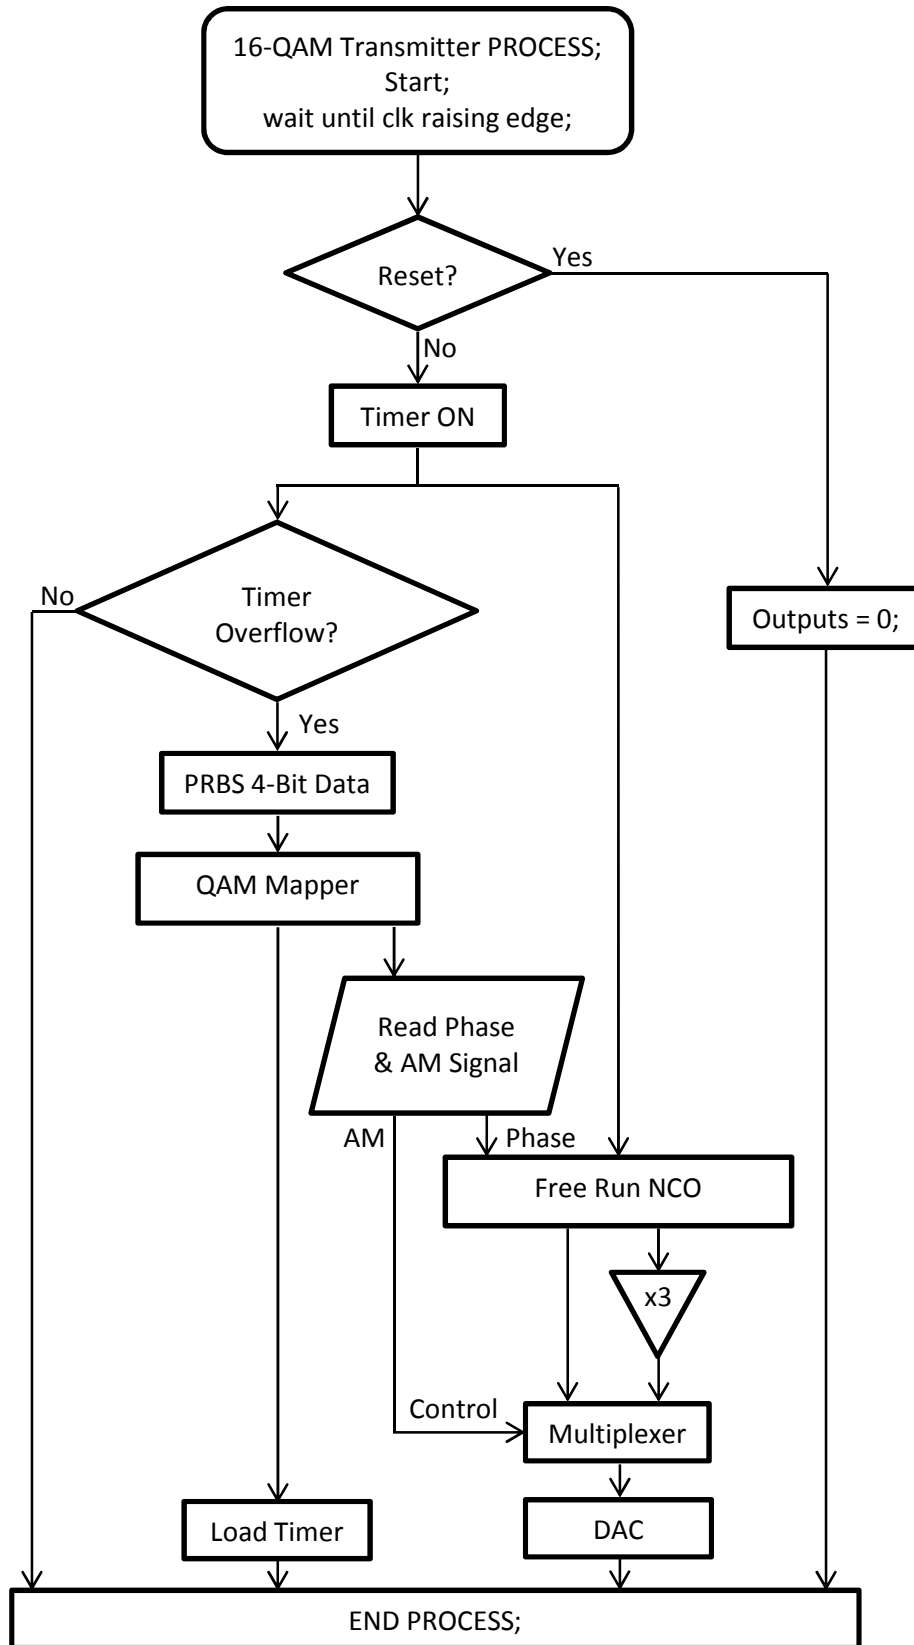 16-QAM Transmitter PROCESS;
Start;
wait until clk raising edge;
Reset?
Yes
No
Timer ON
No
Timer
Overflow?
Outputs = 0;
Yes
PRBS 4-Bit Data
QAM Mapper
Read Phase
& AM Signal
AM
Phase
Free Run NCO
x3
Control
Multiplexer
Load Timer
DAC
END PROCESS;